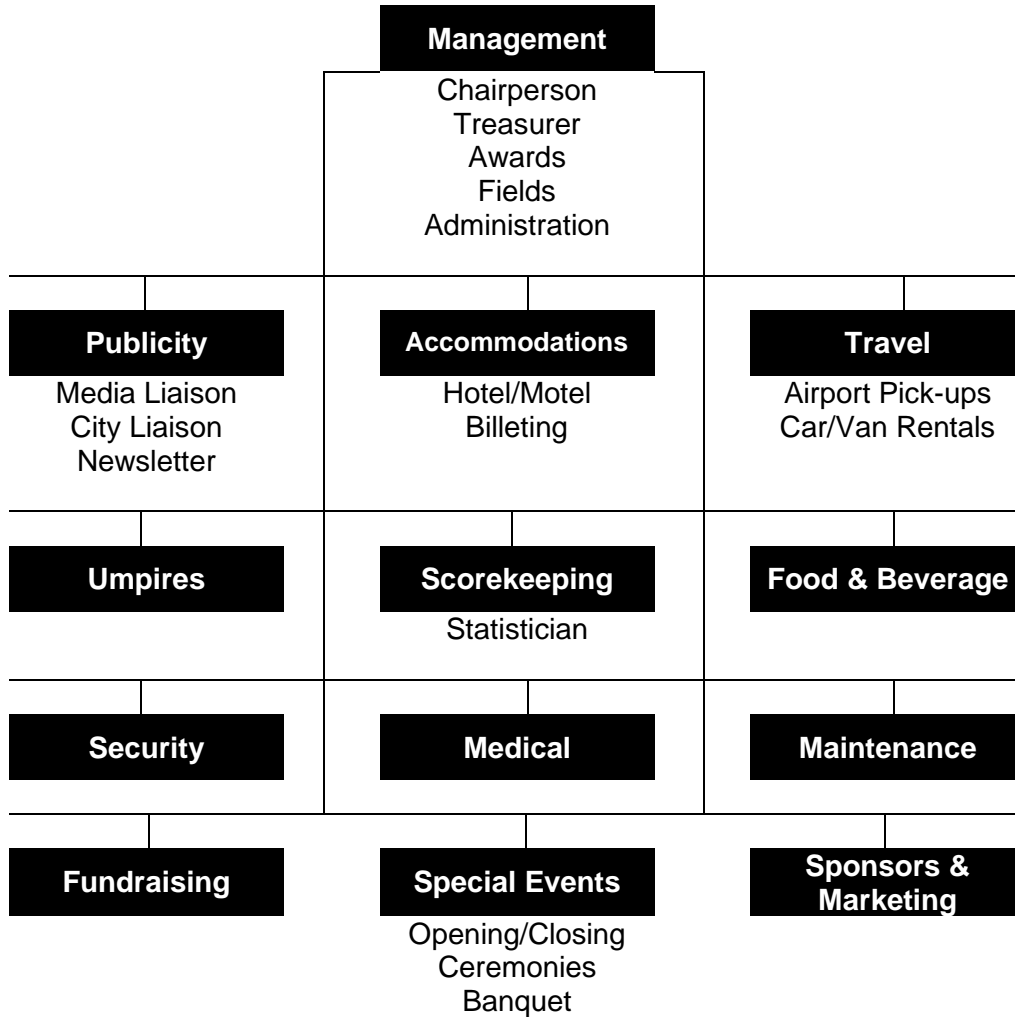 Management
Chairperson
Treasurer
Awards
Fields
Administration
Publicity
Media Liaison
City Liaison
Newsletter
Accommodations
Hotel/Motel
Billeting
Travel
Airport Pick-ups
Car/Van Rentals
Umpires
Scorekeeping
Statistician
Food & Beverage
Security
Medical
Maintenance
Fundraising
Special Events
Opening/Closing
Ceremonies
Banquet
Sponsors &
Marketing